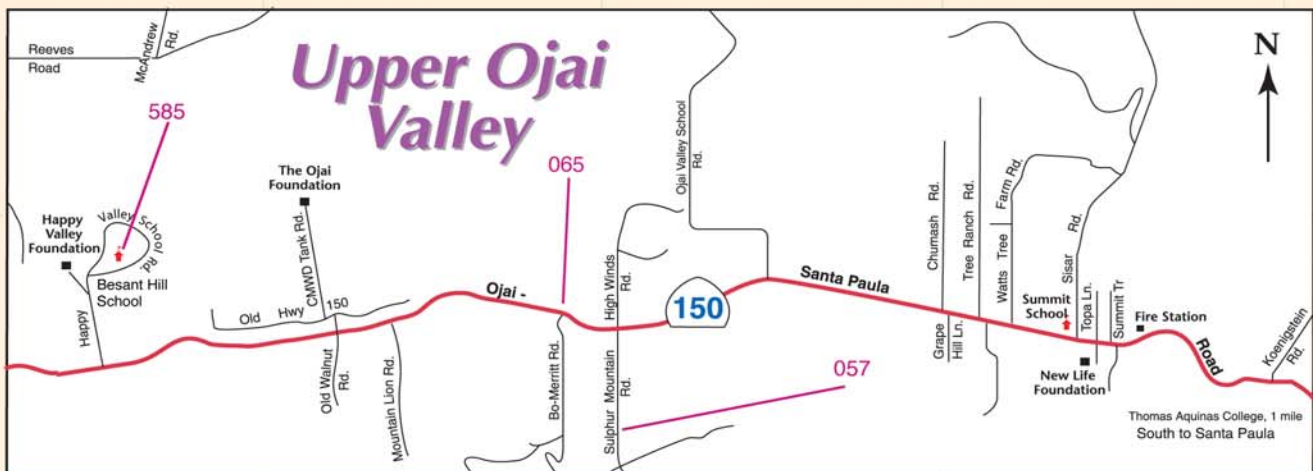 Upper Ojai
Valley
N
Reeves
Road
McAndrew
Rd.
585
065
The Ojai
Foundation
Happy
Valley
Foundation
Valley School Rd.
Besant Hill
School
Happy
CMWD Tank Rd.
Old Hwy 150
Old Walnut
Rd.
Mountain Lion Rd.
Ojai -
Bo-Merritt Rd.
High Winds
Rd.
Sulphur Mountain
Rd.
Ojai Valley School
Rd.
150
057
Santa Paula
Chumash Rd.
Tree Ranch Rd.
Watts Tree Farm Rd.
Grape
Hill Ln.
Sisar Rd.
Summit
School
Topa Ln.
Summit Tr
Fire Station
New Life
Foundation
Road
Koenigstein
Rd.
Thomas Aquinas College, 1 mile
South to Santa Paula